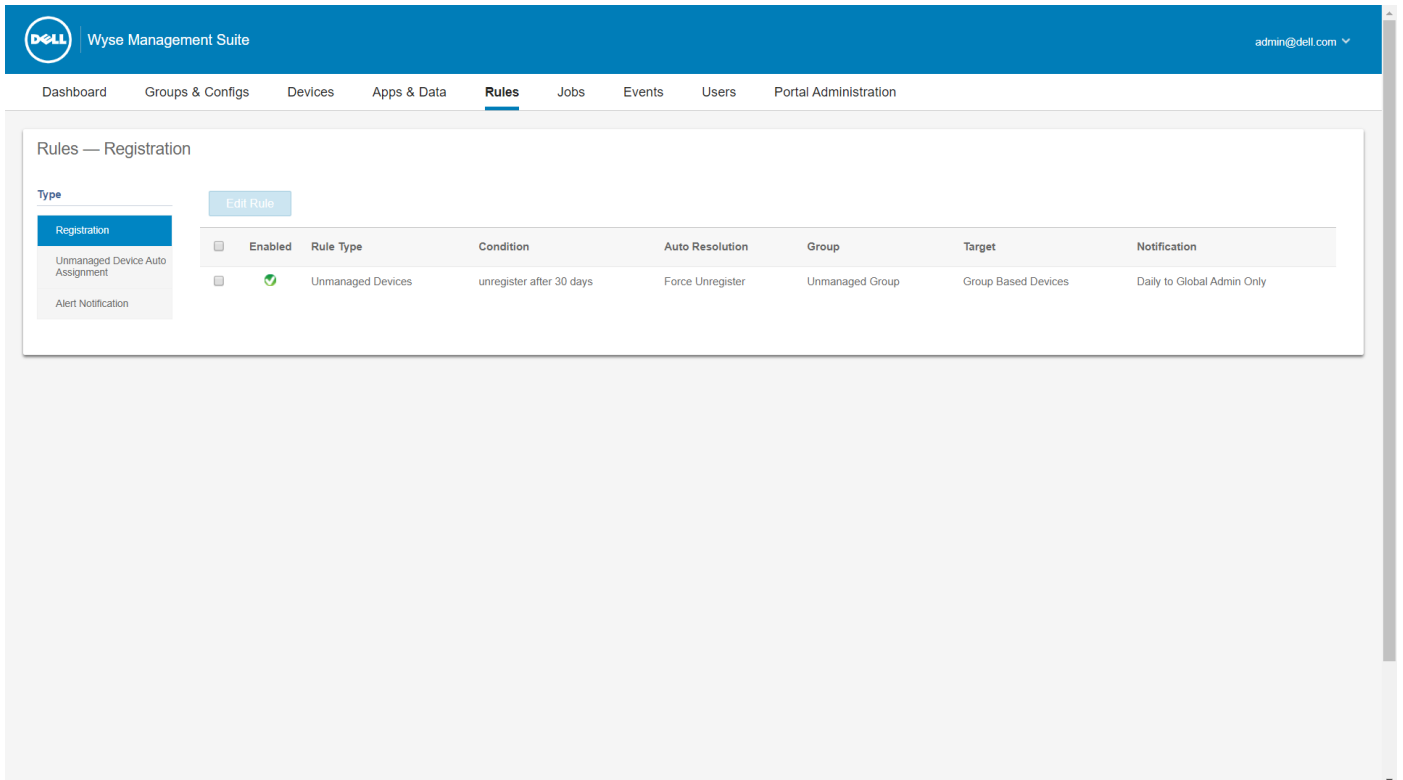 DELL Wyse Management Suite admin@dell.com
Dashboard Groups & Configs Devices Apps & Data Rules Jobs Events Users Portal Administration
Rules — Registration
Type
Edit Rule
Registration
Unmanaged Device Auto
Assignment
Alert Notification
Enabled Rule Type Condition Auto Resolution Group Target Notification
Unmanaged Devices unregister after 30 days Force Unregister Unmanaged Group Group Based Devices Daily to Global Admin Only